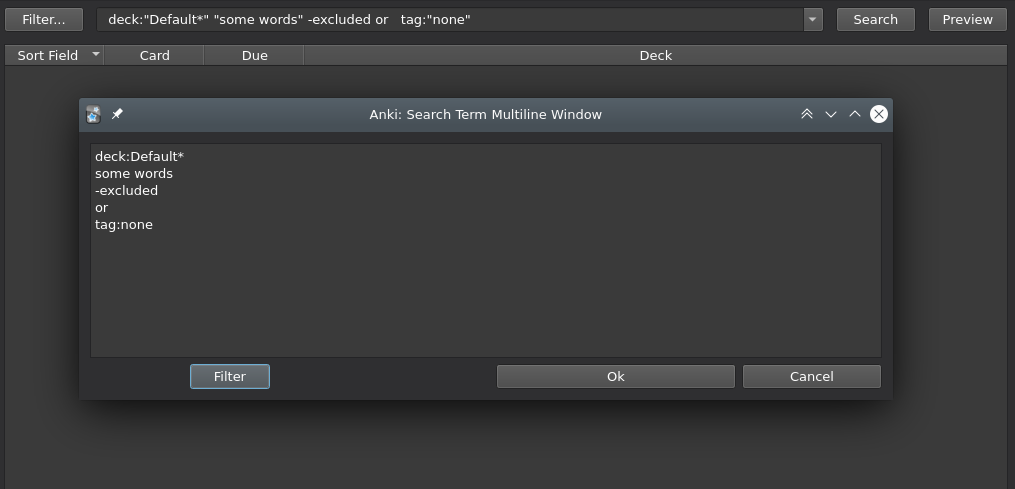 Filter... deck:"Default*" "some words" -excluded or   tag:"none" Search Preview
Sort Field Card Due Deck
Anki: Search Term Multiline Window
deck:Default*
some words
-excluded
or
tag:none
Filter Ok Cancel